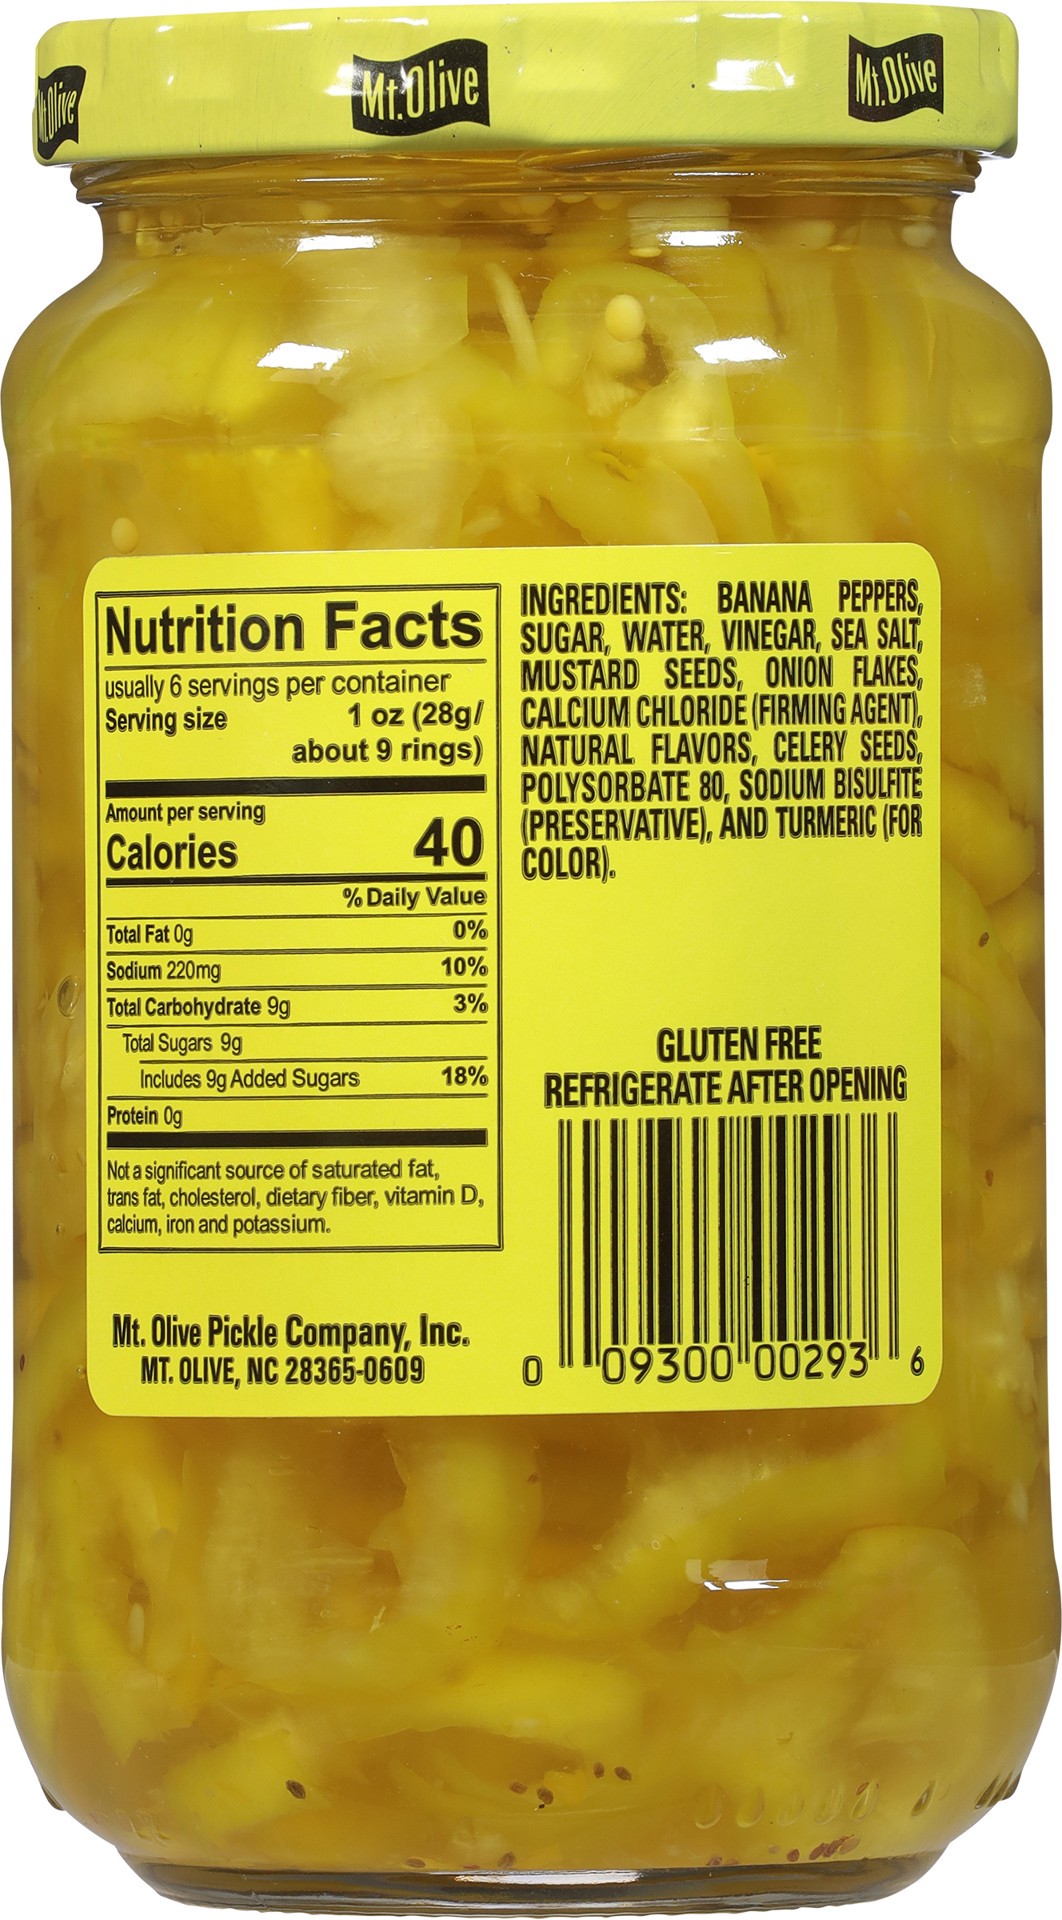 Mt.Olive
Mt.Olive
Mt.Olive
Nutrition Facts
usually 6 servings per container
Serving size 1 oz (28g/
about 9 rings)
Amount per serving
Calories 40
% Daily Value
Total Fat 0g 0%
Sodium 220mg 10%
Total Carbohydrate 9g 3%
Total Sugars 9g
Includes 9g Added Sugars 18%
Protein 0g
Not a significant source of saturated fat,
trans fat, cholesterol, dietary fiber, vitamin D,
calcium, iron and potassium.
Mt. Olive Pickle Company, Inc.
MT. OLIVE, NC 28365-0609
INGREDIENTS: BANANA PEPPERS,
SUGAR, WATER, VINEGAR, SEA SALT,
MUSTARD SEEDS, ONION FLAKES,
CALCIUM CHLORIDE (FIRMING AGENT),
NATURAL FLAVORS, CELERY SEEDS,
POLYSORBATE 80, SODIUM BISULFITE
(PRESERVATIVE), AND TURMERIC (FOR
COLOR).
GLUTEN FREE
REFRIGERATE AFTER OPENING
0 09300 00293 6